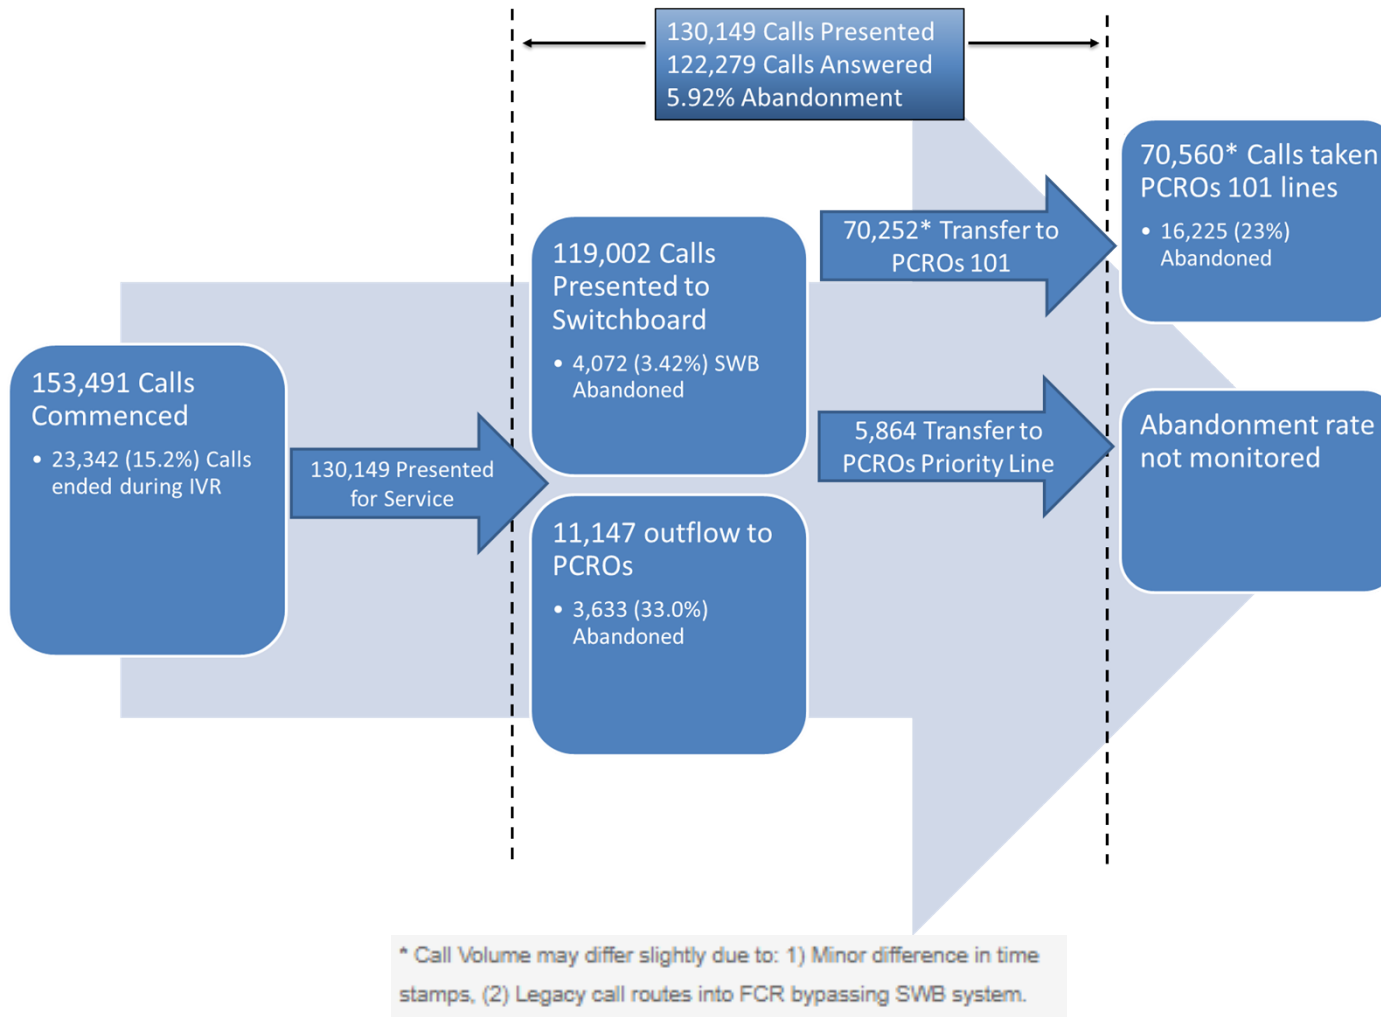 130,149 Calls Presented
122,279 Calls Answered
5.92% Abandonment
153,491 Calls
Commenced
• 23,342 (15.2%) Calls
ended during IVR
130,149 Presented
for Service
119,002 Calls
Presented to
Switchboard
• 4,072 (3.42%) SWB
Abandoned
11,147 outflow to
PCROs
• 3,633 (33.0%)
Abandoned
70,252* Transfer to
PCROs 101
5,864 Transfer to
PCROs Priority Line
70,560* Calls taken
PCROs 101 lines
• 16,225 (23%)
Abandoned
Abandonment rate
not monitored
* Call Volume may differ slightly due to: 1) Minor difference in time
stamps, (2) Legacy call routes into FCR bypassing SWB system.